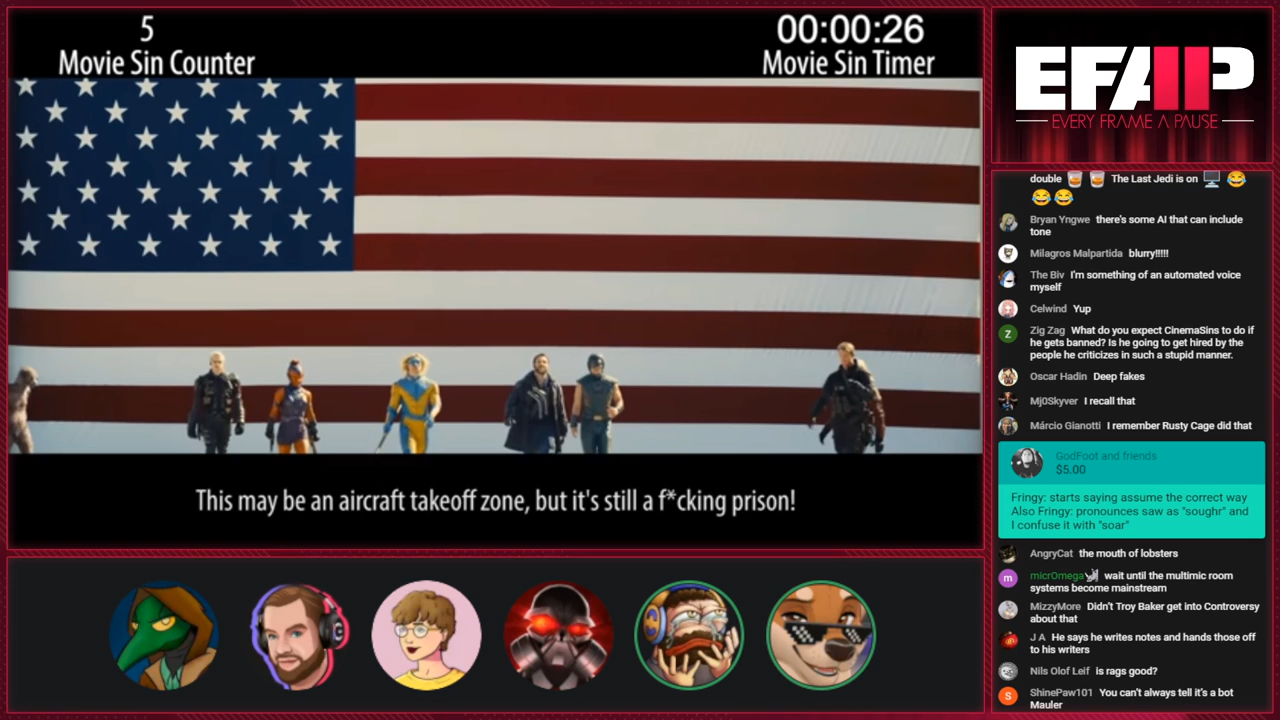 5
Movie Sin Counter
00:00:26
Movie Sin Timer
This may be an aircraft takeoff zone, but it's still a f*cking prison!
EFAP
EVERY FRAME A PAUSE
double 🥃 🥃 The Last Jedi is on 🖥️ 😂
😂 😂
Bryan Yngwe there's some AI that can include
tone
Milagros Malpartida blurry!!!!!
The Biv I'm something of an automated voice
myself
Celwind Yup
Z
Zig Zag What do you expect CinemaSins to do if
he gets banned? Is he going to get hired by the
people he criticizes in such a stupid manner.
Oscar Hadin Deep fakes
Mj0Skyver I recall that
Márcio Gianotti I remember Rusty Cage did that
GodFoot and friends
$5.00
Fringy: starts saying assume the correct way
Also Fringy: pronounces saw as "soughr" and
I confuse it with "soar"
AngryCat the mouth of lobsters
m
micrOmega wait until the multimic room
systems become mainstream
MizzyMore Didn't Troy Baker get into Controversy
about that
J A He says he writes notes and hands those off
to his writers
Nils Olof Leif is rags good?
S
ShinePaw101 You can't always tell it's a bot
Mauler